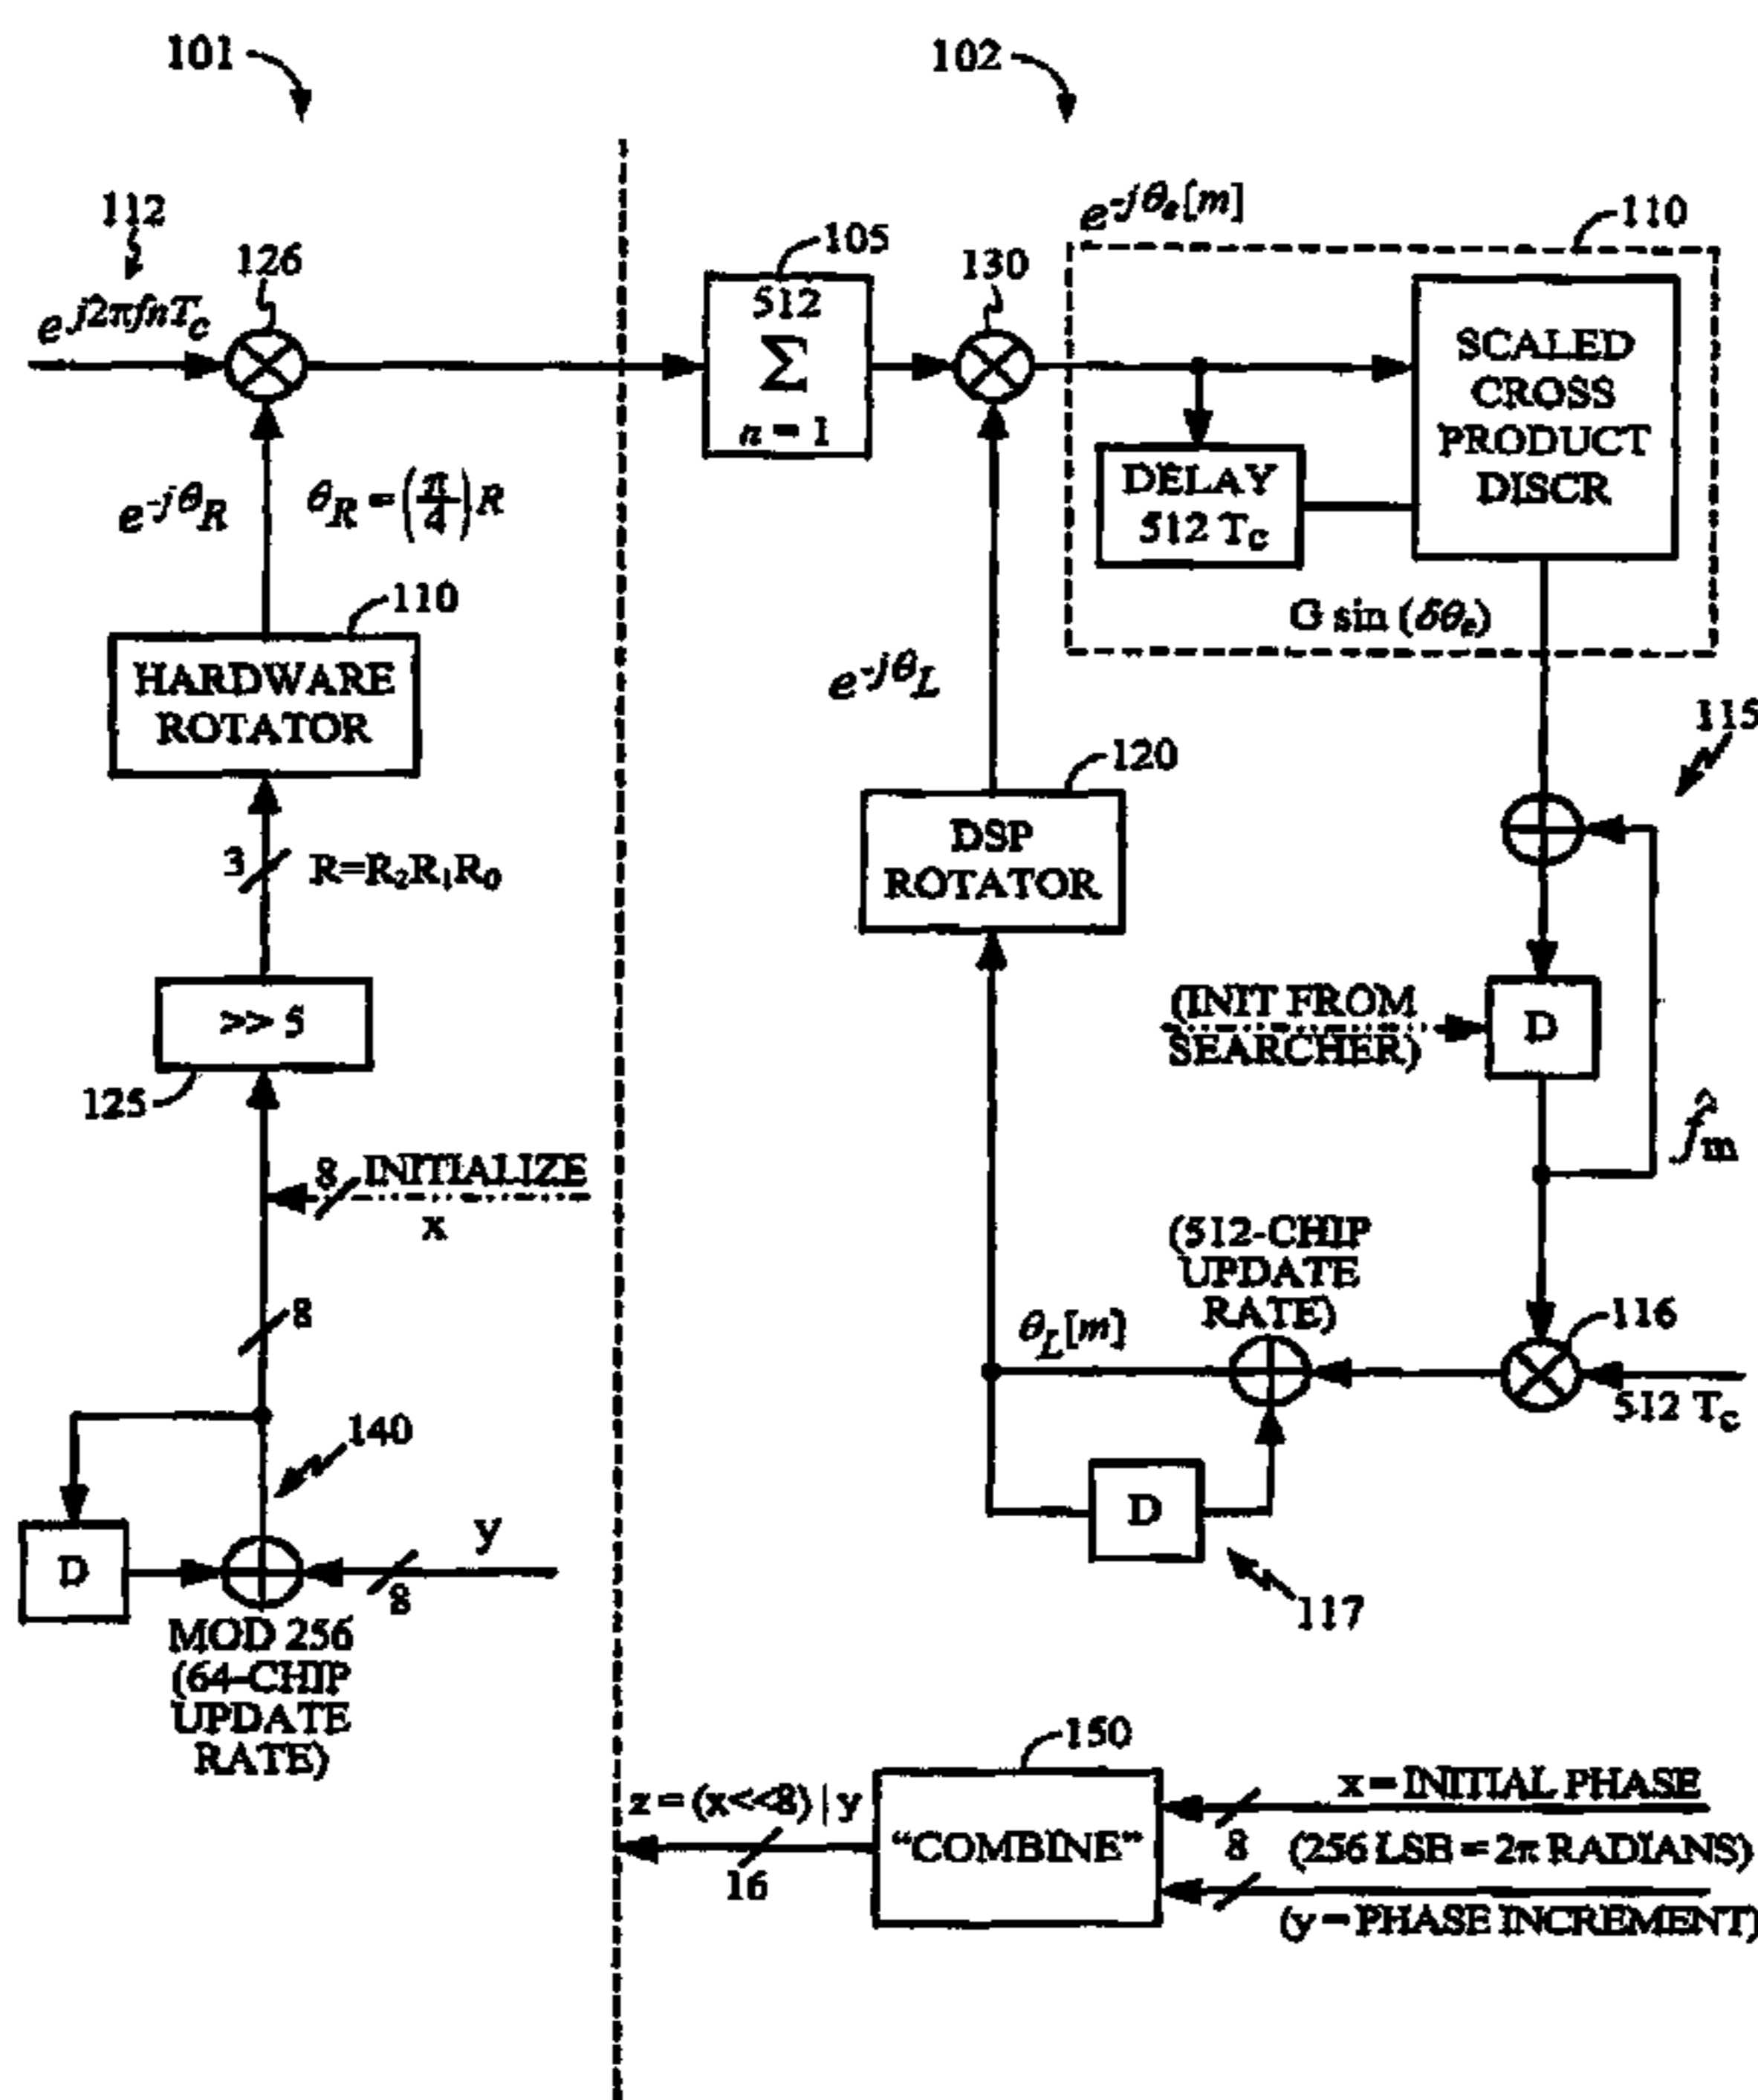 101
102
112
e^{j2πfnT_c}
126
105
512
Σ
n = 1
130
e^{-jθ_e[m]}
110
SCALED
CROSS
PRODUCT
DISCR
DELAY
512 T_c
G sin (δθ_e)
e^{-jθ_R}
θ_R = (π/4) R
110
HARDWARE
ROTATOR
3
R=R₂R₁R₀
>> 5
125
8
INITIALIZE
x
8
140
D
y
8
MOD 256
(64-CHIP
UPDATE
RATE)
e^{-jθ_L}
120
DSP
ROTATOR
115
(INIT FROM
SEARCHER)
D
f̂_m
(512-CHIP
UPDATE
RATE)
θ_L[m]
116
512 T_c
D
117
150
z = (x<<8) | y
16
"COMBINE"
x = INITIAL PHASE
8
(256 LSB = 2π RADIANS)
(y = PHASE INCREMENT)